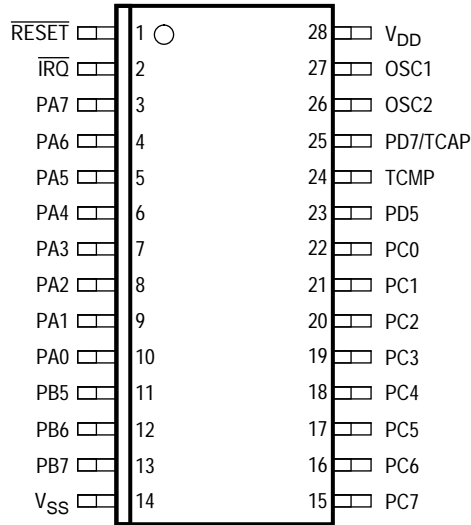 RESET 1 28 VDD
IRQ 2 27 OSC1
PA7 3 26 OSC2
PA6 4 25 PD7/TCAP
PA5 5 24 TCMP
PA4 6 23 PD5
PA3 7 22 PC0
PA2 8 21 PC1
PA1 9 20 PC2
PA0 10 19 PC3
PB5 11 18 PC4
PB6 12 17 PC5
PB7 13 16 PC6
VSS 14 15 PC7